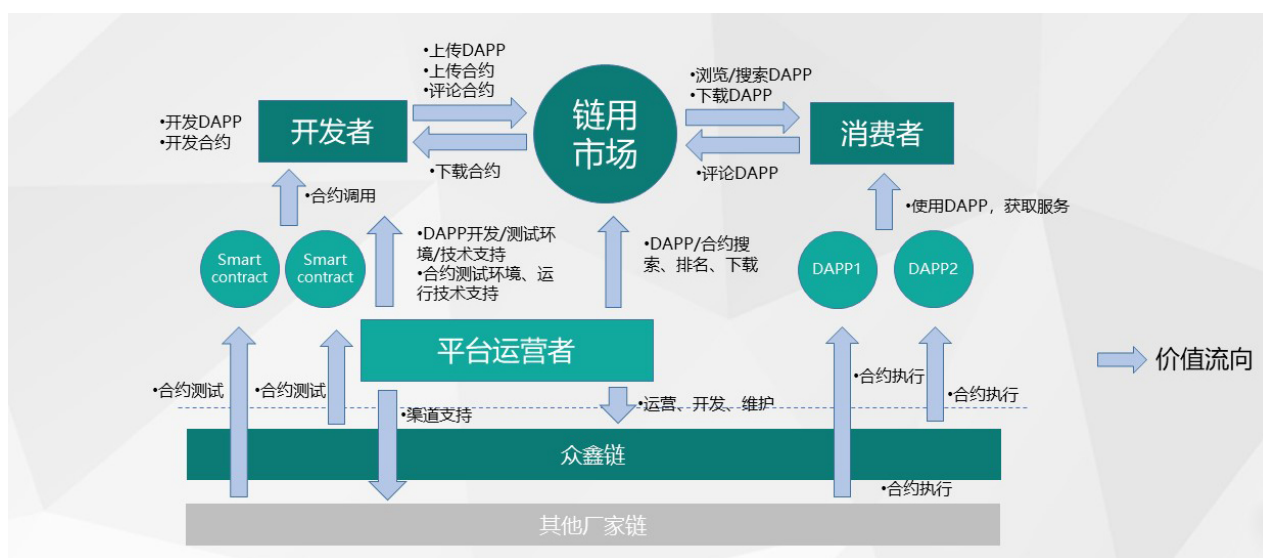 •上传DAPP
•上传合约
•评论合约
•浏览/搜索DAPP
•下载DAPP
•开发DAPP
•开发合约
开发者
链用
市场
消费者
•下载合约
•评论DAPP
•合约调用
•使用DAPP，获取服务
•DAPP开发/测试环
境/技术支持
•合约测试环境、运
行技术支持
•DAPP/合约搜
索、排名、下载
Smart
contract
Smart
contract
DAPP1
DAPP2
平台运营者
价值流向
•合约测试
•合约测试
•合约执行
•合约执行
•渠道支持
•运营、开发、维护
众鑫链
•合约执行
其他厂家链